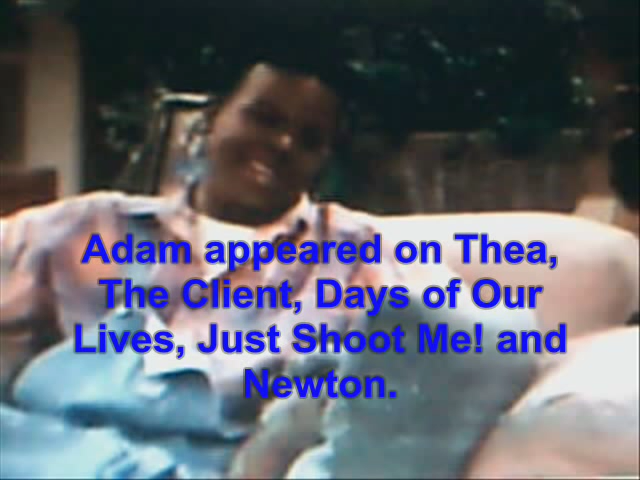 Adam appeared on Thea,
The Client, Days of Our
Lives, Just Shoot Me! and
Newton.